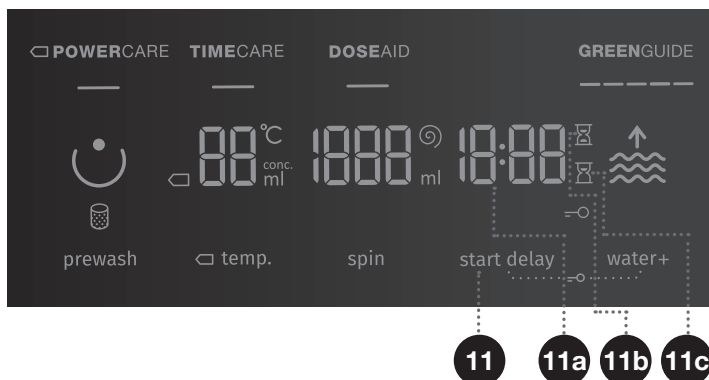 POWERCARE TIMECARE DOSEAID GREENGUIDE
88 °C 1888 18:88
conc.
ml ml
prewash temp. spin start delay water+
11 11a 11b 11c